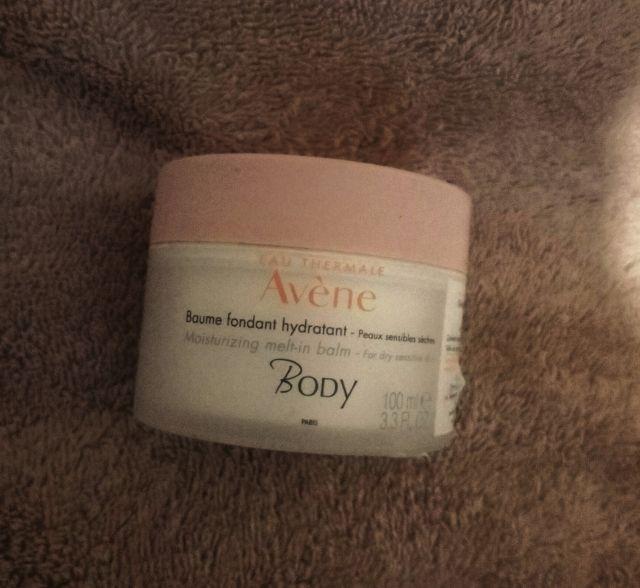 EAU THERMALE
Avène
Baume fondant hydratant - Peaux sensibles sèches
Moisturizing melt-in balm - For dry sensitive
BODY
100 ml e
3.3 FL.OZ
PARIS